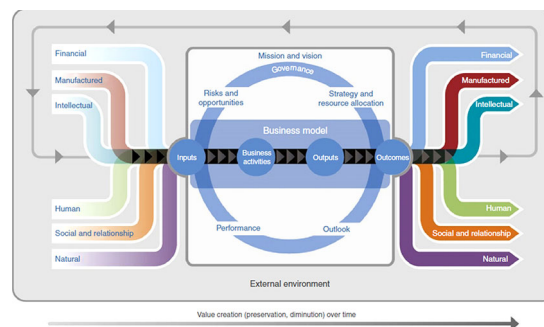 Financial
Manufactured
Intellectual
Human
Social and relationship
Natural
Mission and vision
Governance
Risks and
opportunities
Strategy and
resource allocation
Business model
Inputs
Business
activities
Outputs
Outcomes
Performance
Outlook
Financial
Manufactured
Intellectual
Human
Social and relationship
Natural
External environment
Value creation (preservation, diminution) over time